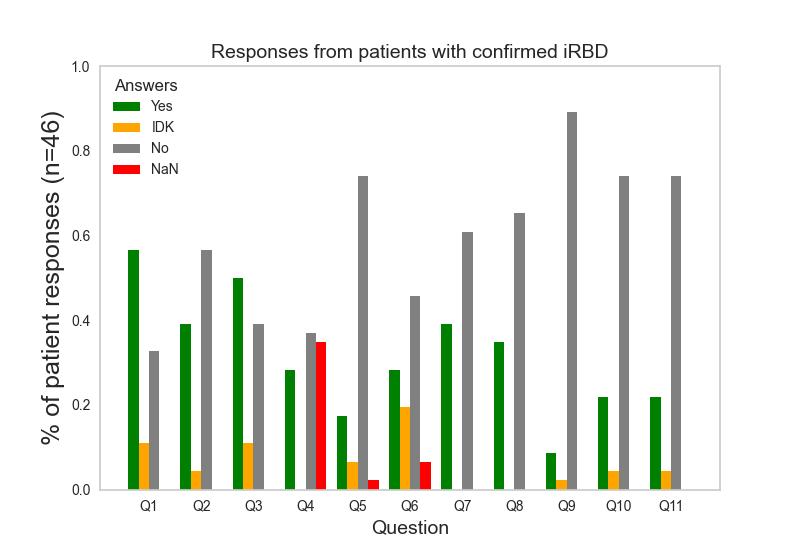 Responses from patients with confirmed iRBD
1.0
Answers
Yes
IDK
No
NaN
0.8
0.6
0.4
0.2
0.0
% of patient responses (n=46)
Q1 Q2 Q3 Q4 Q5 Q6 Q7 Q8 Q9 Q10 Q11
Question